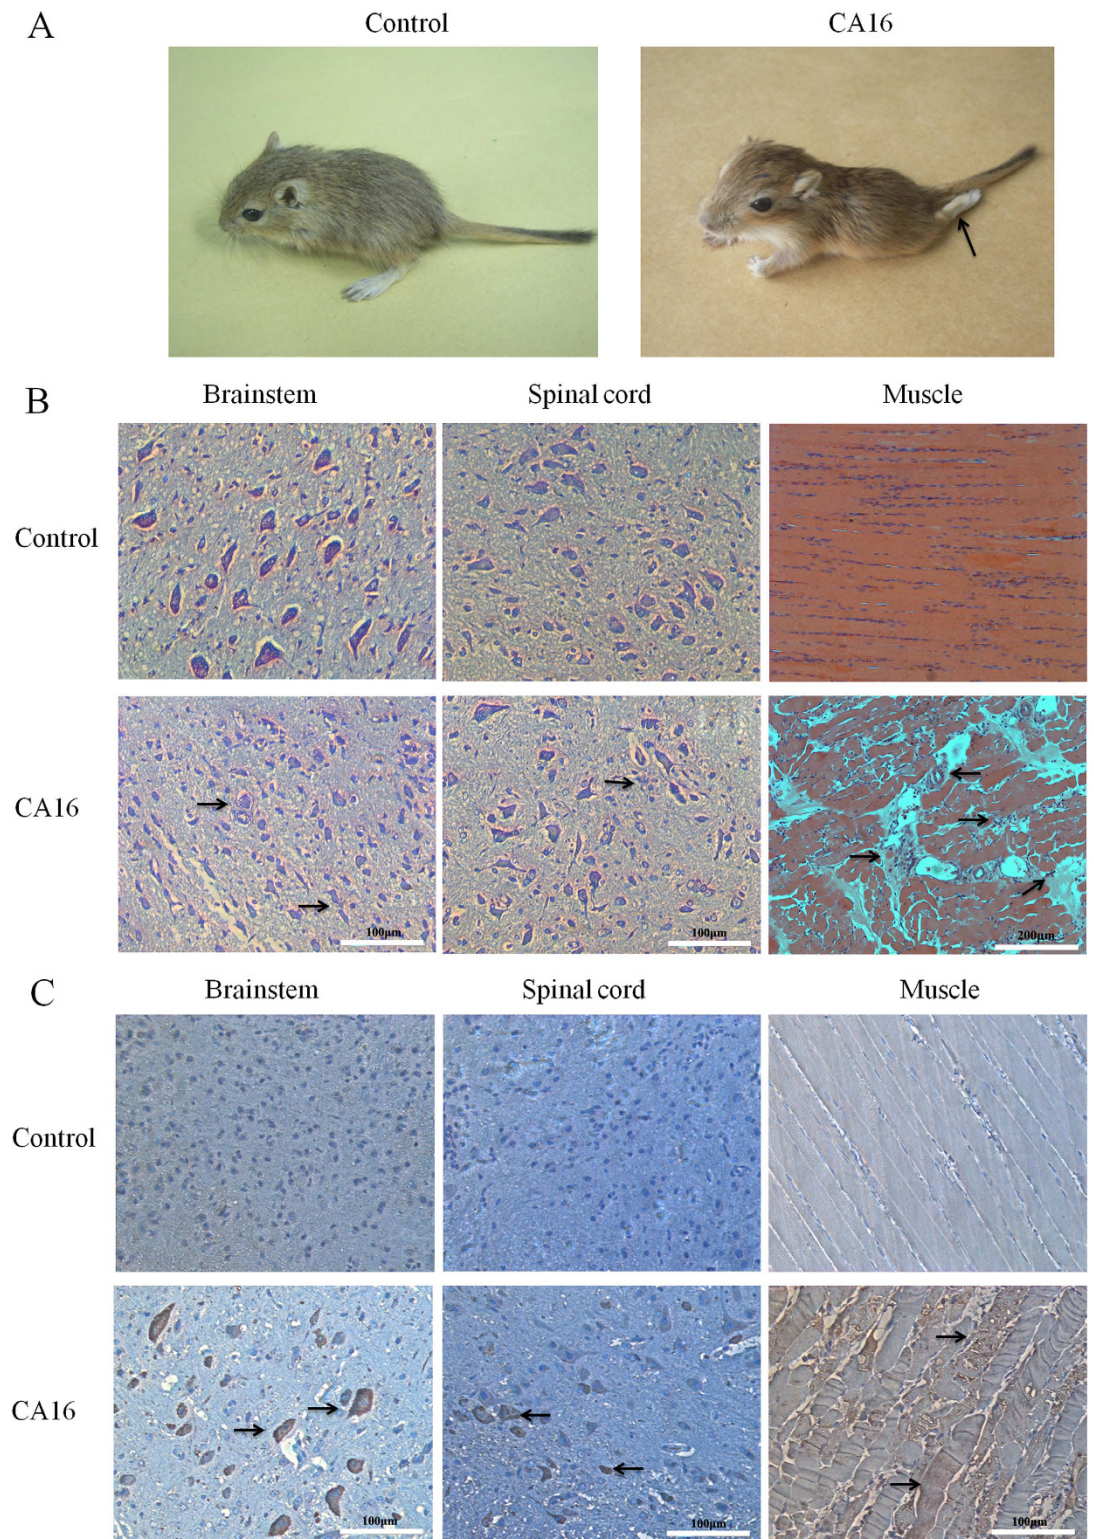 A
Control
CA16
B
Brainstem
Spinal cord
Muscle
Control
CA16
100μm
100μm
200μm
C
Brainstem
Spinal cord
Muscle
Control
CA16
100μm
100μm
100μm